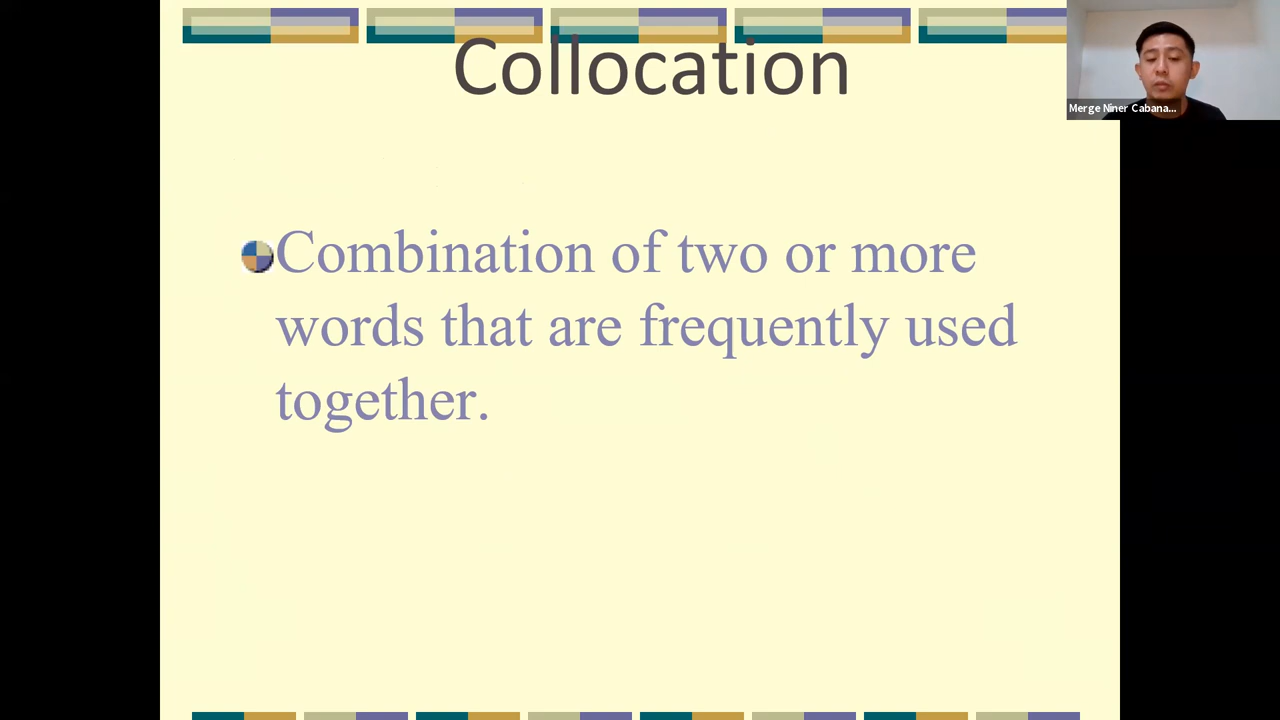 Collocation
Merge Niner Cabana...
Combination of two or more
words that are frequently used
together.